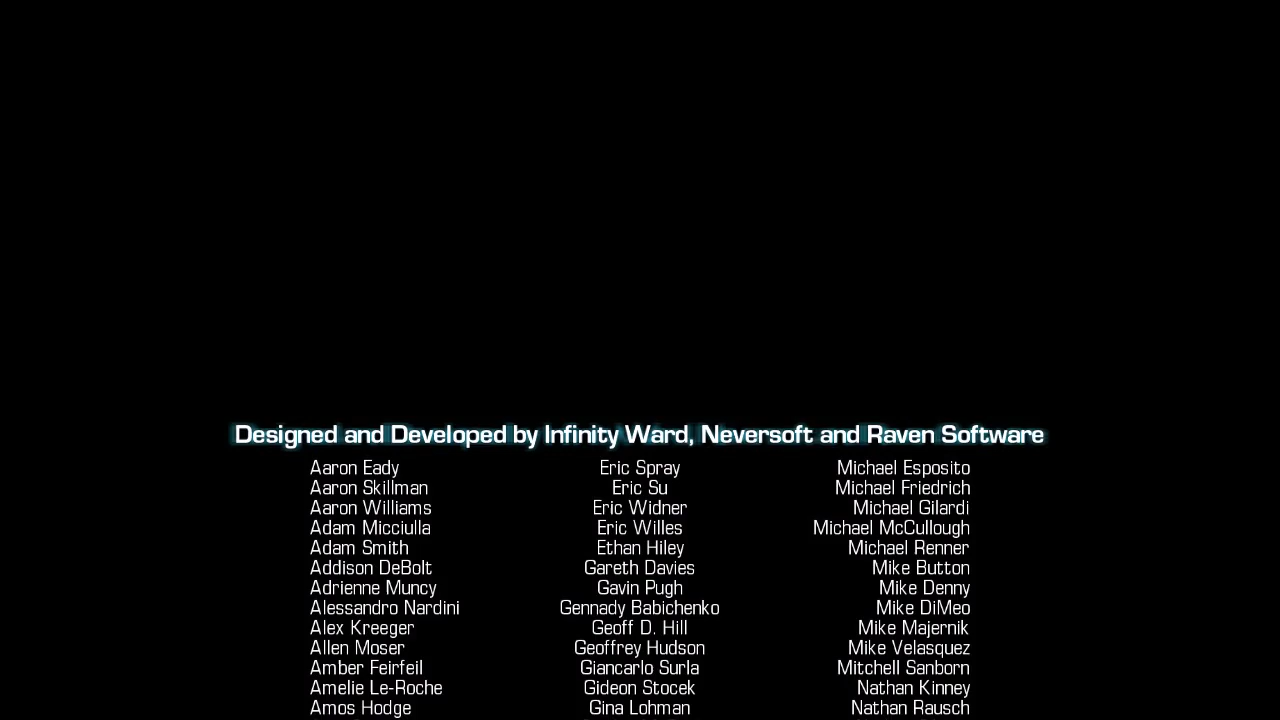 Designed and Developed by Infinity Ward, Neversoft and Raven Software
Aaron Eady Eric Spray Michael Esposito
Aaron Skillman Eric Su Michael Friedrich
Aaron Williams Eric Widner Michael Gilardi
Adam Micciulla Eric Willes Michael McCullough
Adam Smith Ethan Hiley Michael Renner
Addison DeBolt Gareth Davies Mike Button
Adrienne Muncy Gavin Pugh Mike Denny
Alessandro Nardini Gennady Babichenko Mike DiMeo
Alex Kreeger Geoff D. Hill Mike Majernik
Allen Moser Geoffrey Hudson Mike Velasquez
Amber Feirfeil Giancarlo Surla Mitchell Sanborn
Amelie Le-Roche Gideon Stocek Nathan Kinney
Amos Hodge Gina Lohman Nathan Rausch